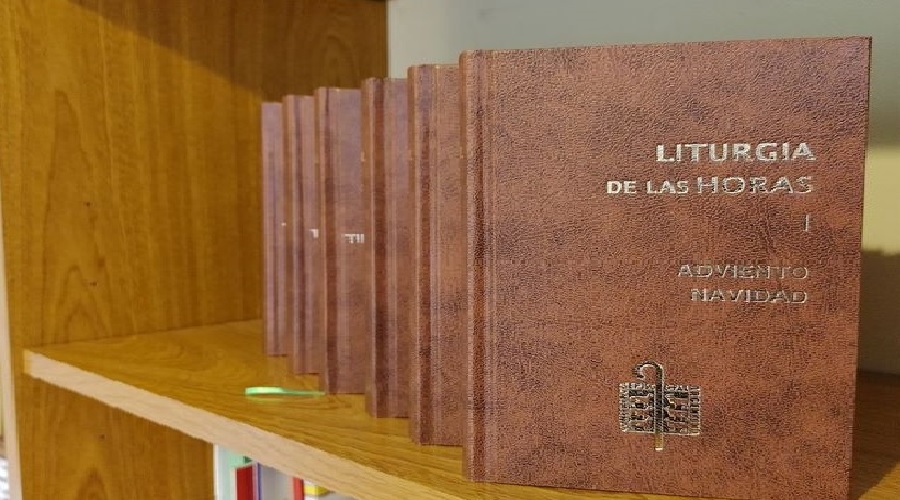 LITURGIA
DE LAS HORAS
I
ADVIENTO
NAVIDAD